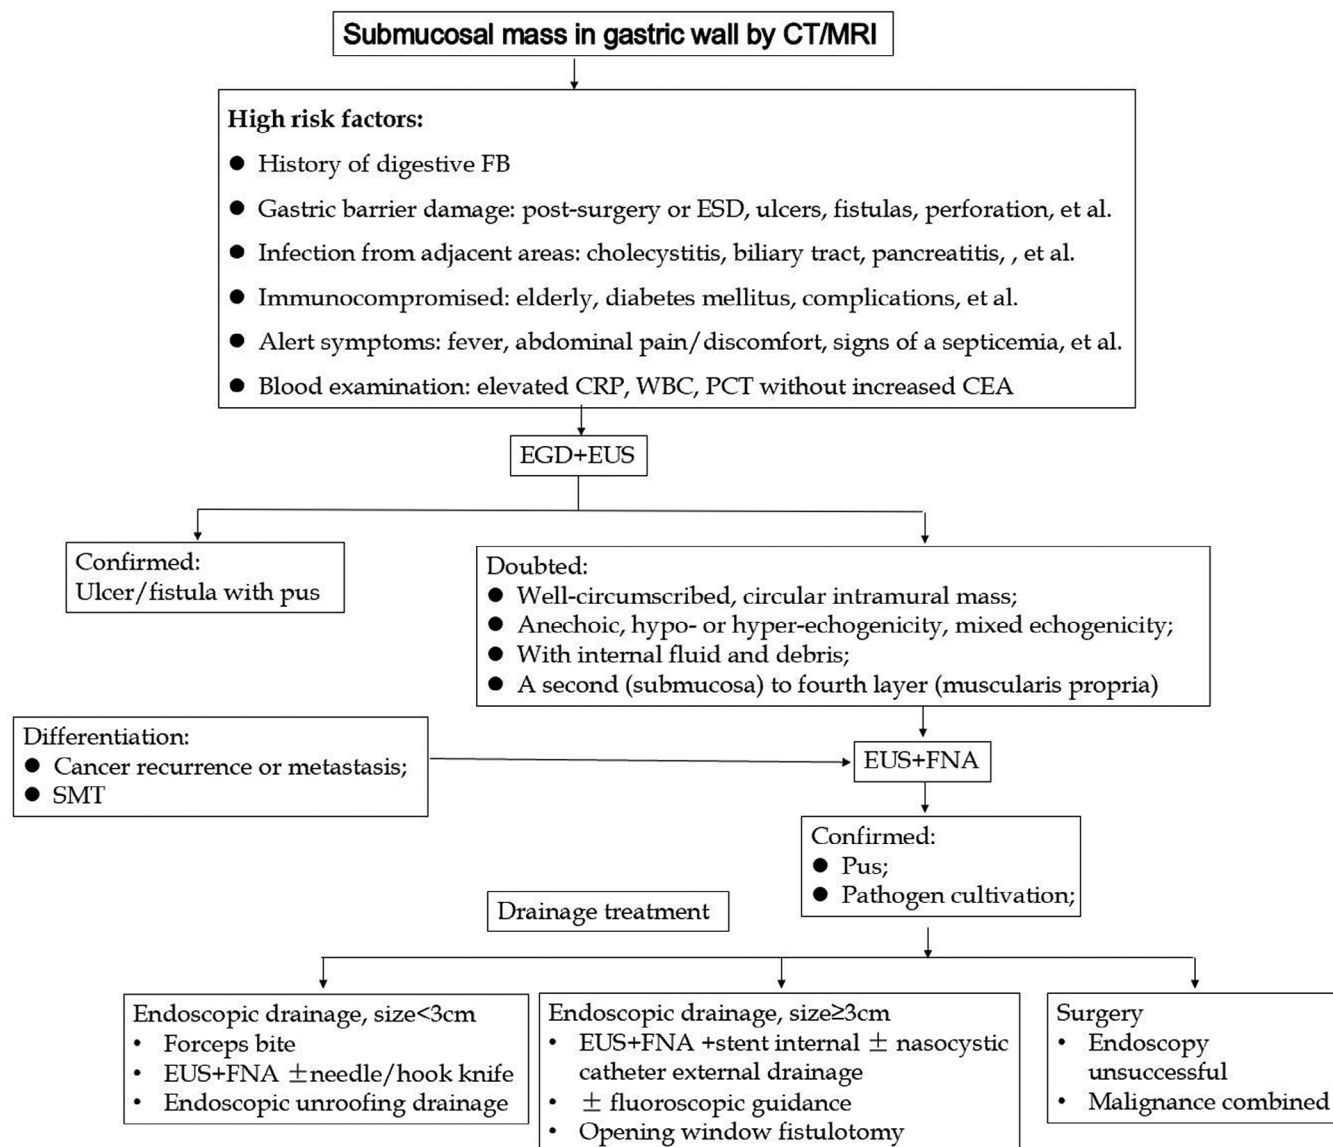 Submucosal mass in gastric wall by CT/MRI
High risk factors:
● History of digestive FB
● Gastric barrier damage: post-surgery or ESD, ulcers, fistulas, perforation, et al.
● Infection from adjacent areas: cholecystitis, biliary tract, pancreatitis, , et al.
● Immunocompromised: elderly, diabetes mellitus, complications, et al.
● Alert symptoms: fever, abdominal pain/discomfort, signs of a septicemia, et al.
● Blood examination: elevated CRP, WBC, PCT without increased CEA
EGD+EUS
Confirmed:
Ulcer/fistula with pus
Doubted:
● Well-circumscribed, circular intramural mass;
● Anechoic, hypo- or hyper-echogenicity, mixed echogenicity;
● With internal fluid and debris;
● A second (submucosa) to fourth layer (muscularis propria)
Differentiation:
● Cancer recurrence or metastasis;
● SMT
EUS+FNA
Confirmed:
● Pus;
● Pathogen cultivation;
Drainage treatment
Endoscopic drainage, size<3cm
• Forceps bite
• EUS+FNA ±needle/hook knife
• Endoscopic unroofing drainage
Endoscopic drainage, size≥3cm
• EUS+FNA +stent internal ± nasocystic
catheter external drainage
• ± fluoroscopic guidance
• Opening window fistulotomy
Surgery
• Endoscopy
unsuccessful
• Malignance combined